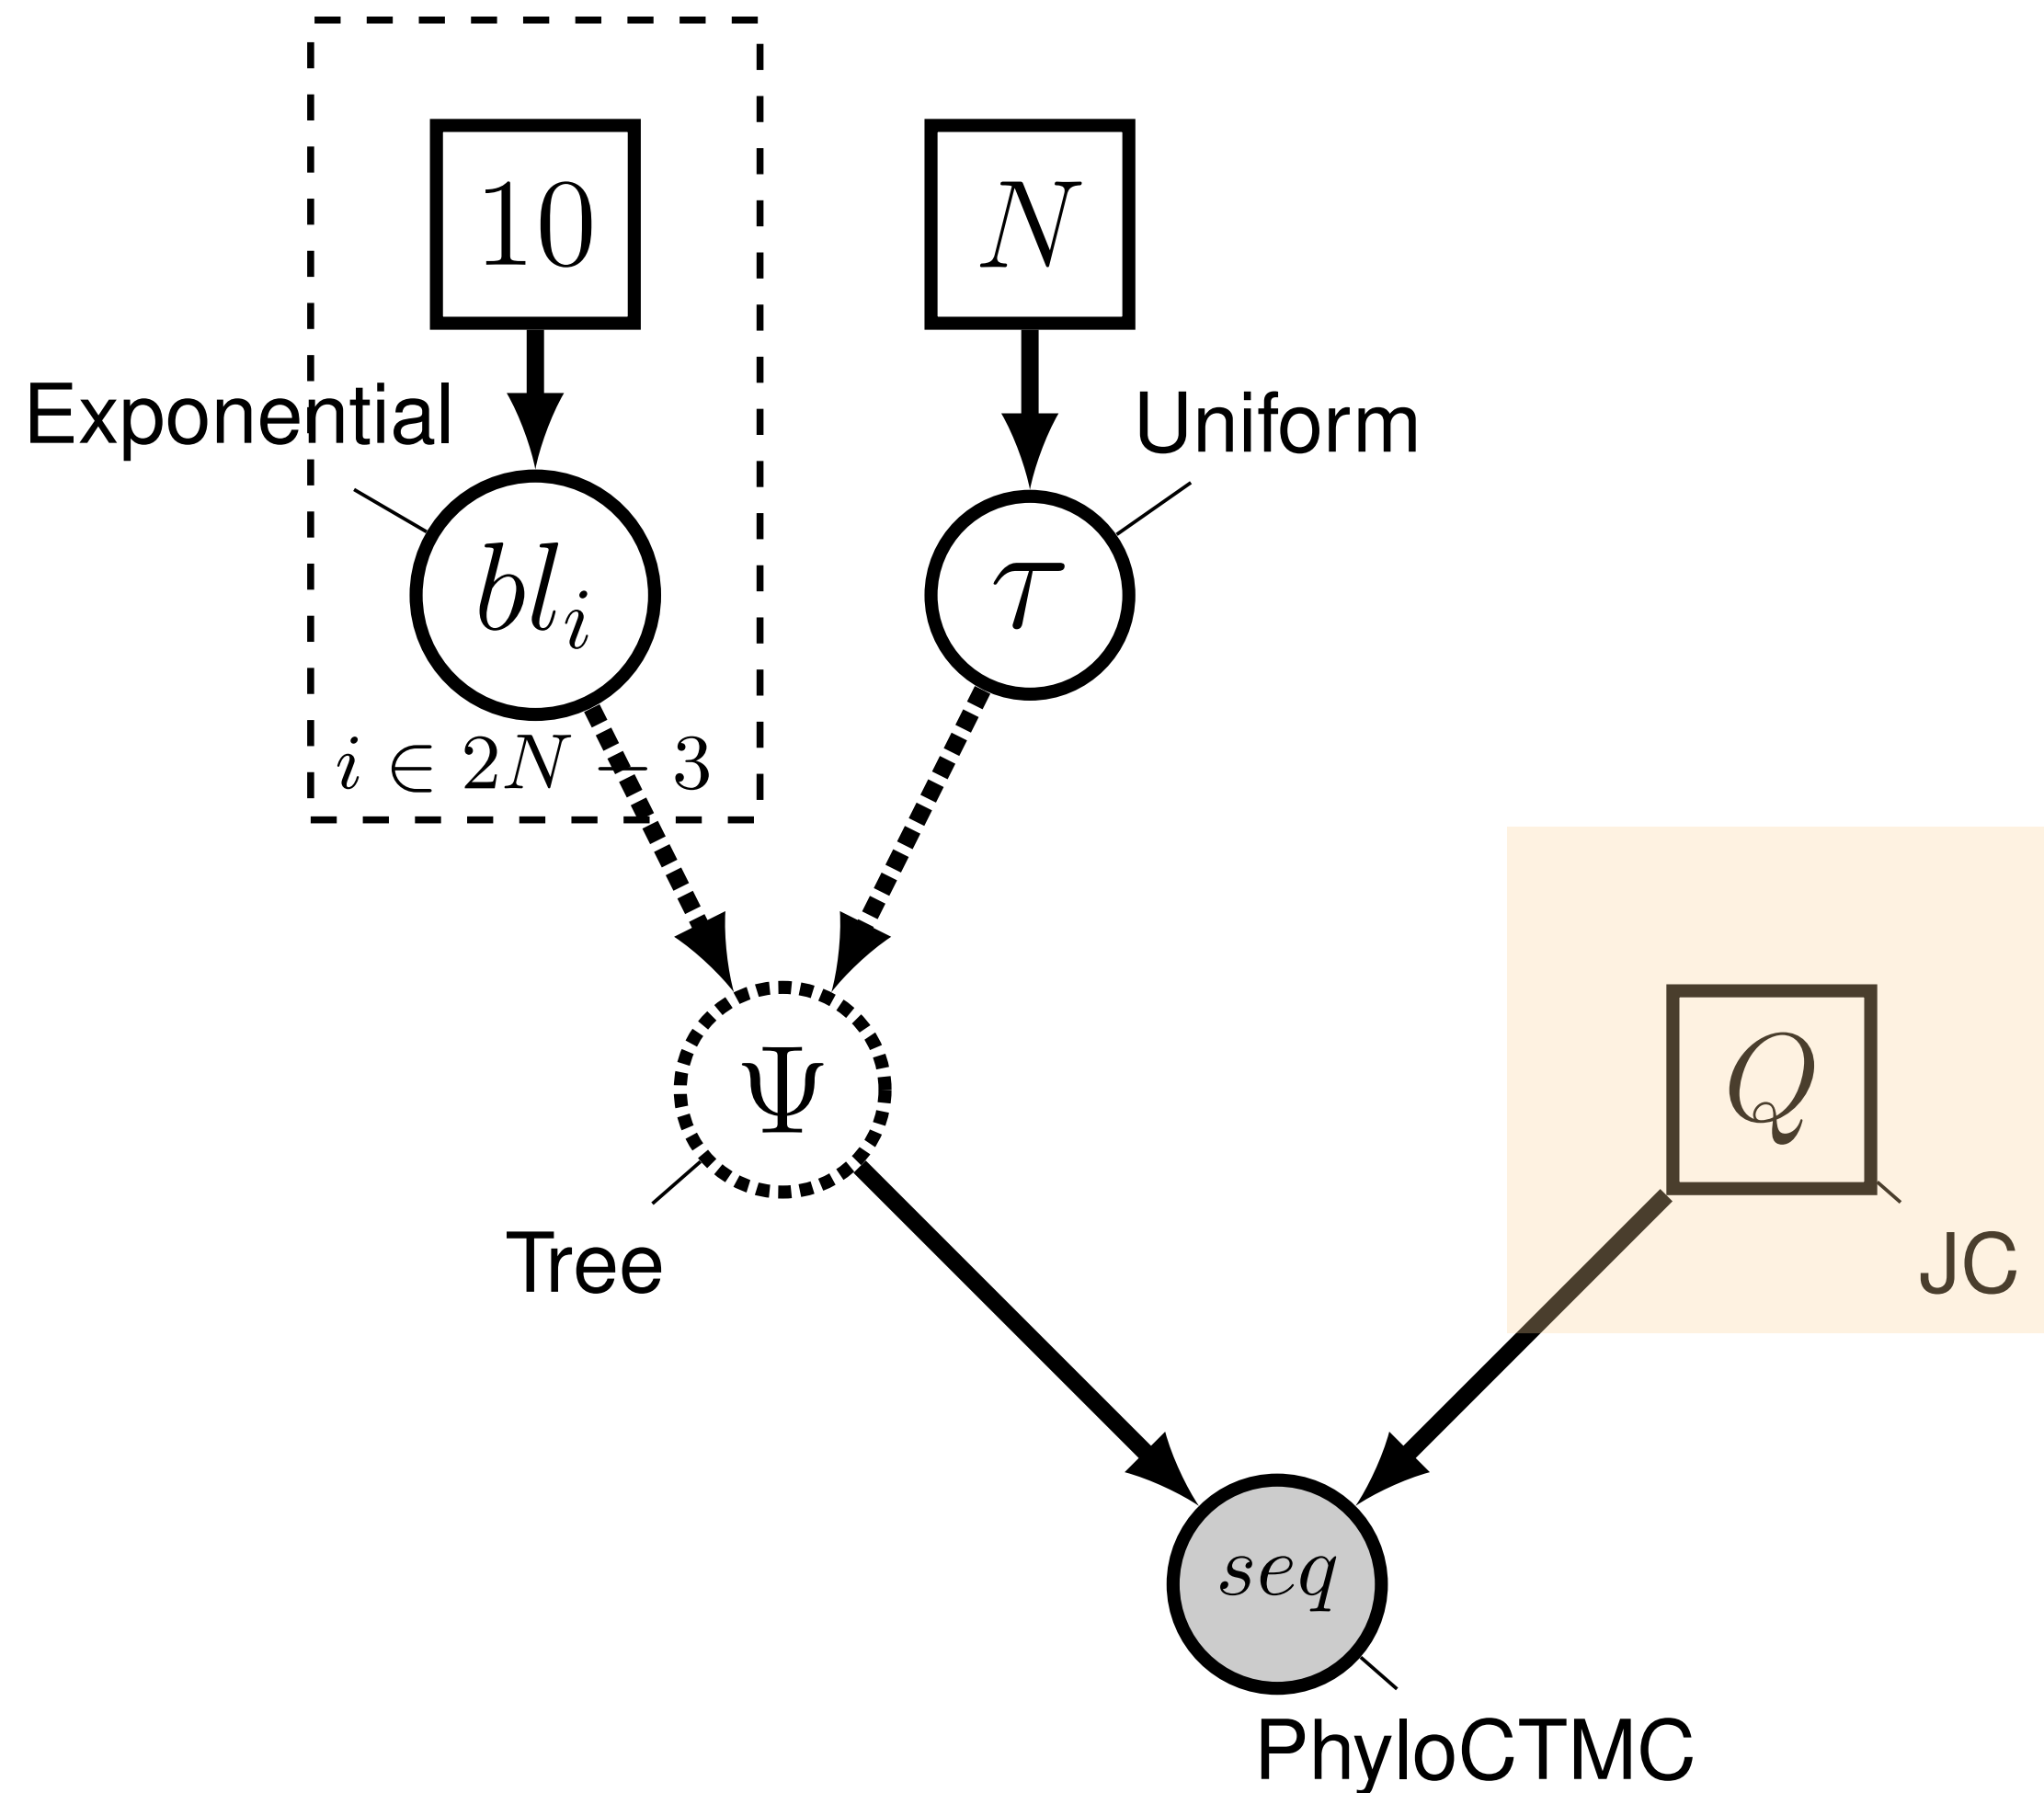 10
N
Exponential
Uniform
bl_i
τ
i ∈ 2N − 3
Ψ
Q
Tree
JC
seq
PhyloCTMC